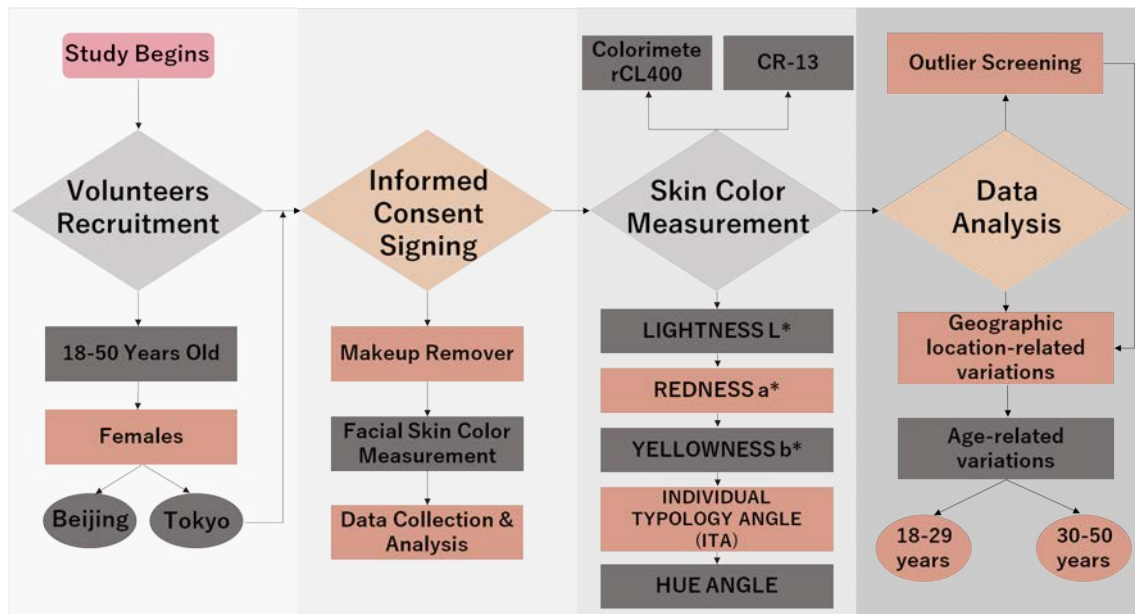 Study Begins
Volunteers
Recruitment
18-50 Years Old
Females
Beijing
Tokyo
Informed
Consent
Signing
Makeup Remover
Facial Skin Color
Measurement
Data Collection &
Analysis
Colorimete
rCL400
CR-13
Skin Color
Measurement
LIGHTNESS L*
REDNESS a*
YELLOWNESS b*
INDIVIDUAL
TYPOLOGY ANGLE
(ITA)
HUE ANGLE
Outlier Screening
Data
Analysis
Geographic
location-related
variations
Age-related
variations
18-29
years
30-50
years